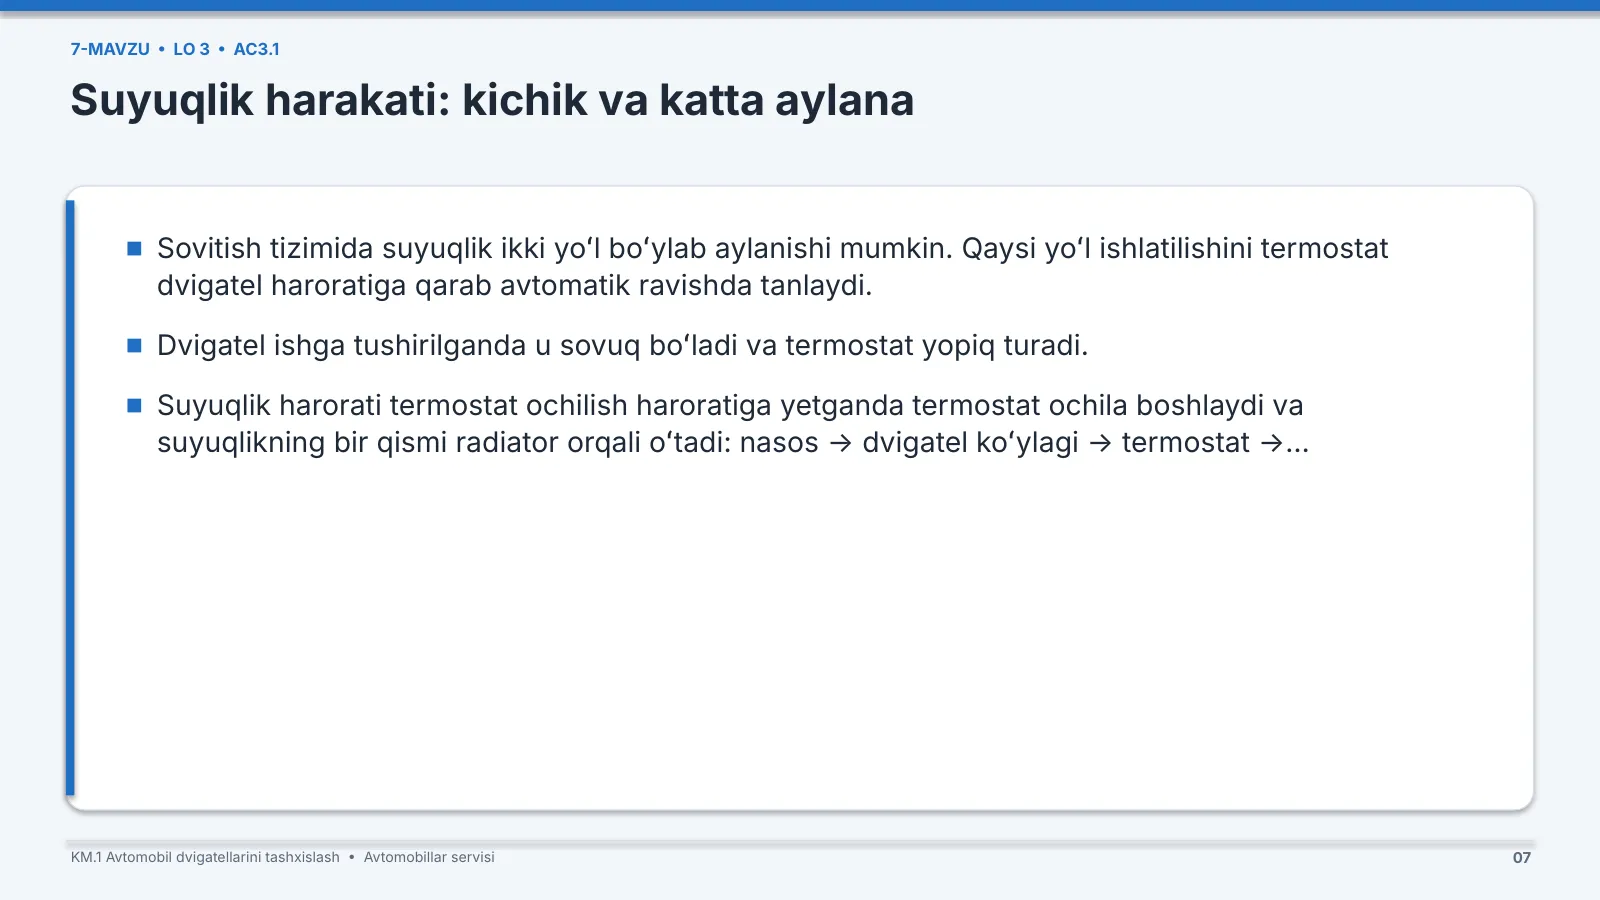 7-MAVZU • LO 3 • AC3.1
Suyuqlik harakati: kichik va katta aylana
■ Sovitish tizimida suyuqlik ikki yoʻl boʻylab aylanishi mumkin. Qaysi yoʻl ishlatilishini termostat
dvigatel haroratiga qarab avtomatik ravishda tanlaydi.
■ Dvigatel ishga tushirilganda u sovuq boʻladi va termostat yopiq turadi.
■ Suyuqlik harorati termostat ochilish haroratiga yetganda termostat ochila boshlaydi va
suyuqlikning bir qismi radiator orqali oʻtadi: nasos → dvigatel koʻylagi → termostat →...
KM.1 Avtomobil dvigatellarini tashxislash • Avtomobillar servisi
07